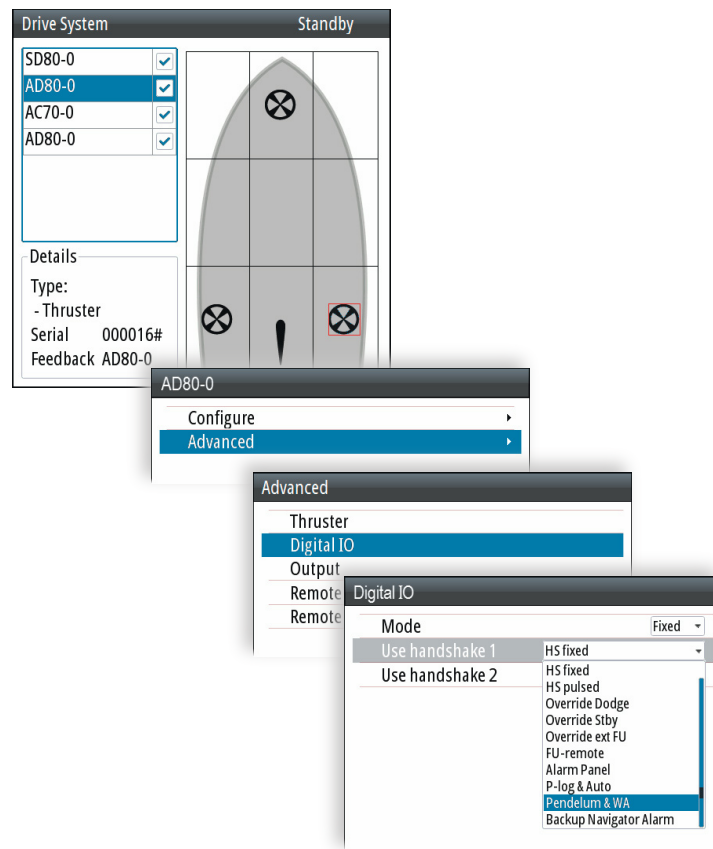 Drive System Standby
SD80-0
AD80-0
AC70-0
AD80-0
Details
Type:
- Thruster
Serial 000016#
Feedback AD80-0
AD80-0
Configure
Advanced
Advanced
Thruster
Digital IO
Output
Remote
Remote
Digital IO
Mode Fixed
Use handshake 1 HS fixed
Use handshake 2
HS fixed
HS pulsed
Override Dodge
Override Stby
Override ext FU
FU-remote
Alarm Panel
P-log & Auto
Pendelum & WA
Backup Navigator Alarm